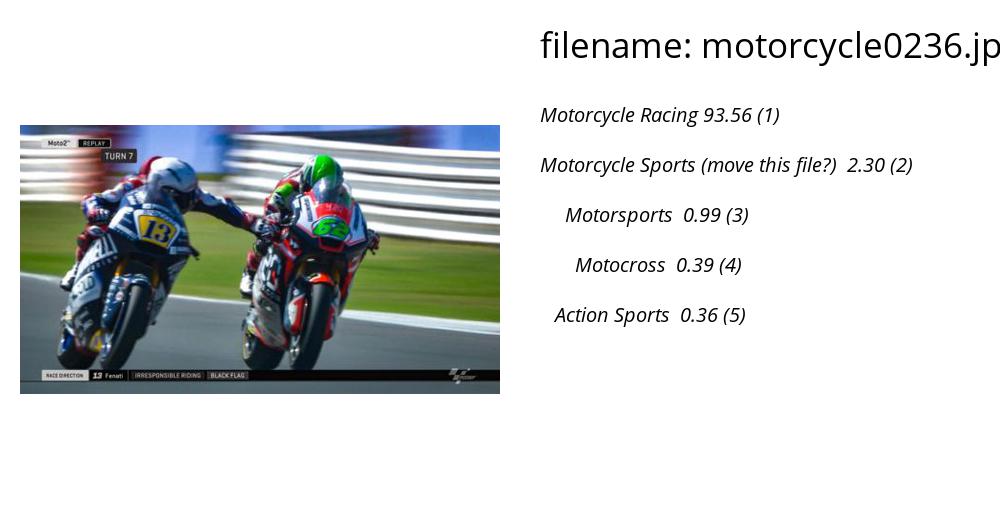 filename: motorcycle0236.jp
Motorcycle Racing 93.56 (1)
Motorcycle Sports (move this file?) 2.30 (2)
Motorsports 0.99 (3)
Motocross 0.39 (4)
Action Sports 0.36 (5)
Moto2™ REPLAY
TURN 7
13
62
RACE DIRECTION 13 Fenati IRRESPONSIBLE RIDING BLACK FLAG